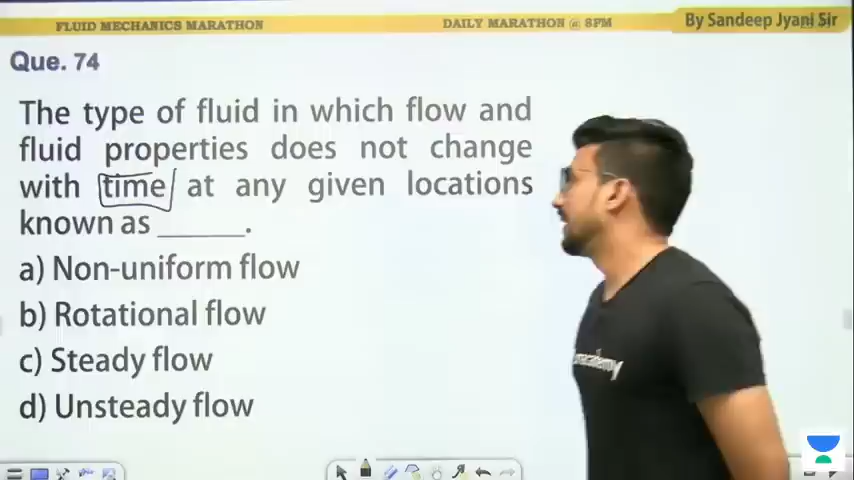 FLUID MECHANICS MARATHON
DAILY MARATHON @ 8PM
By Sandeep Jyani Sir
Que. 74
The type of fluid in which flow and
fluid properties does not change
with time at any given locations
known as ______.
a) Non-uniform flow
b) Rotational flow
c) Steady flow
d) Unsteady flow